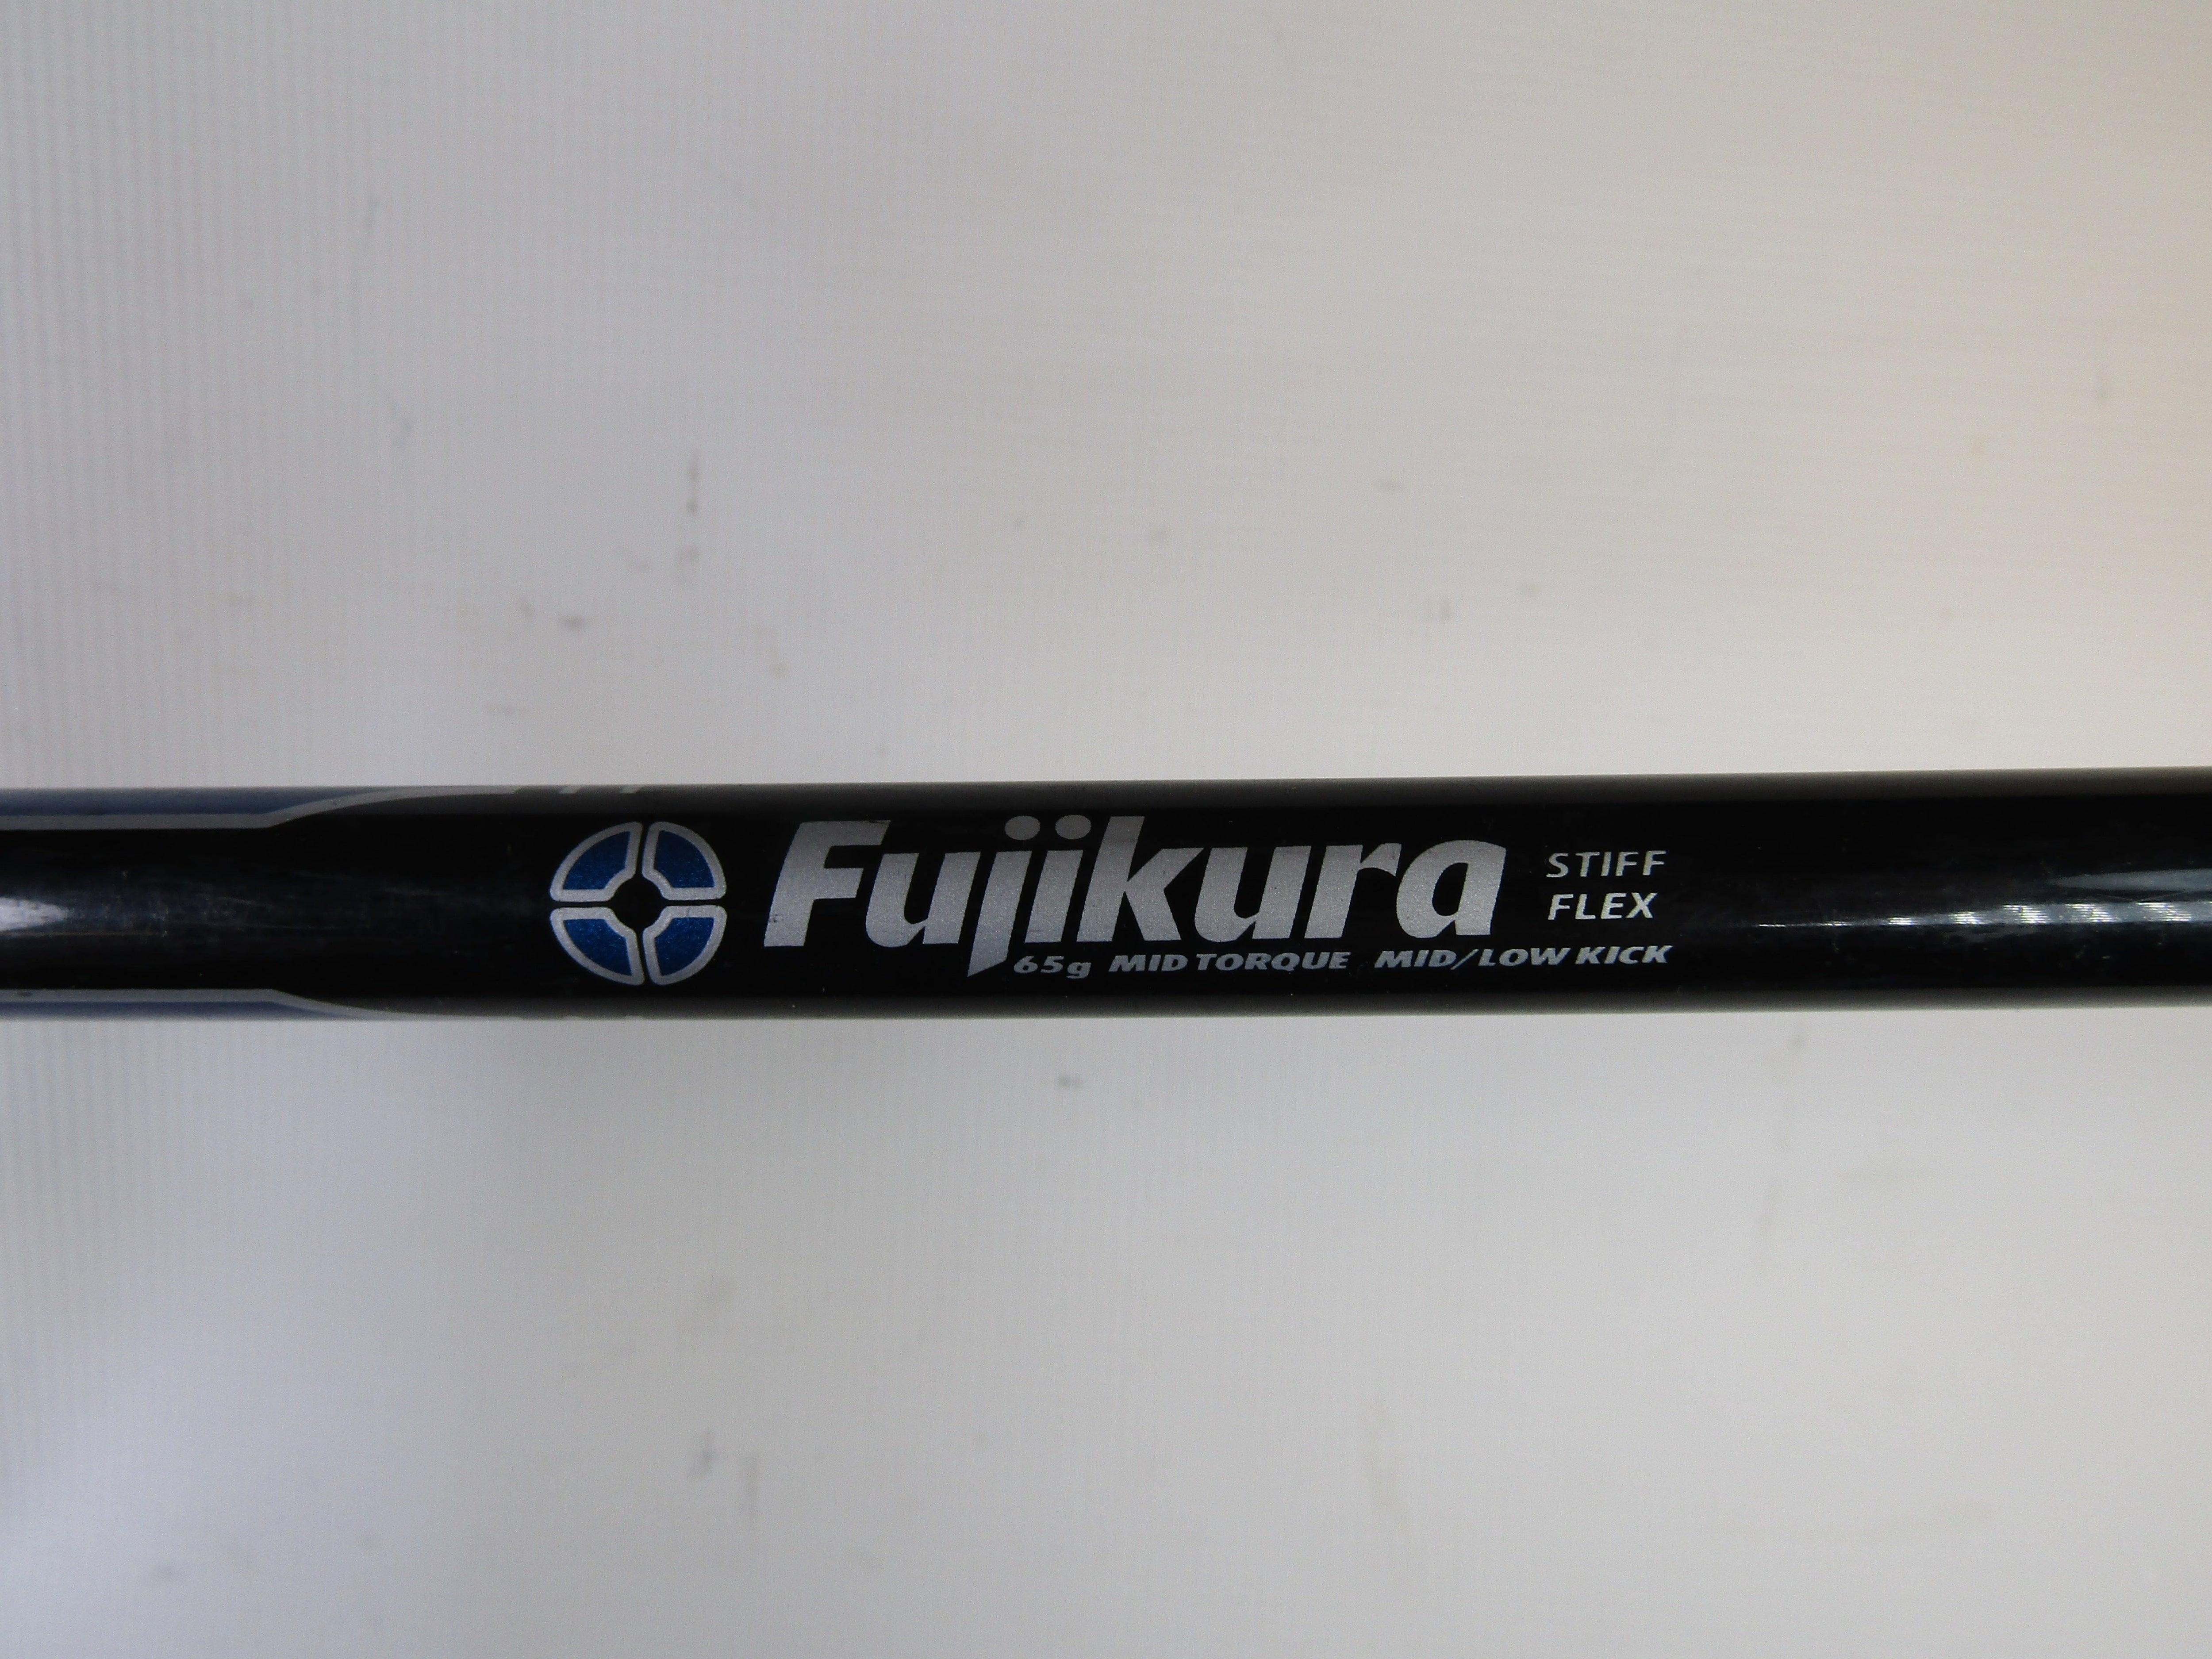 Fujikura
STIFF
FLEX
65g MID TORQUE MID/LOW KICK